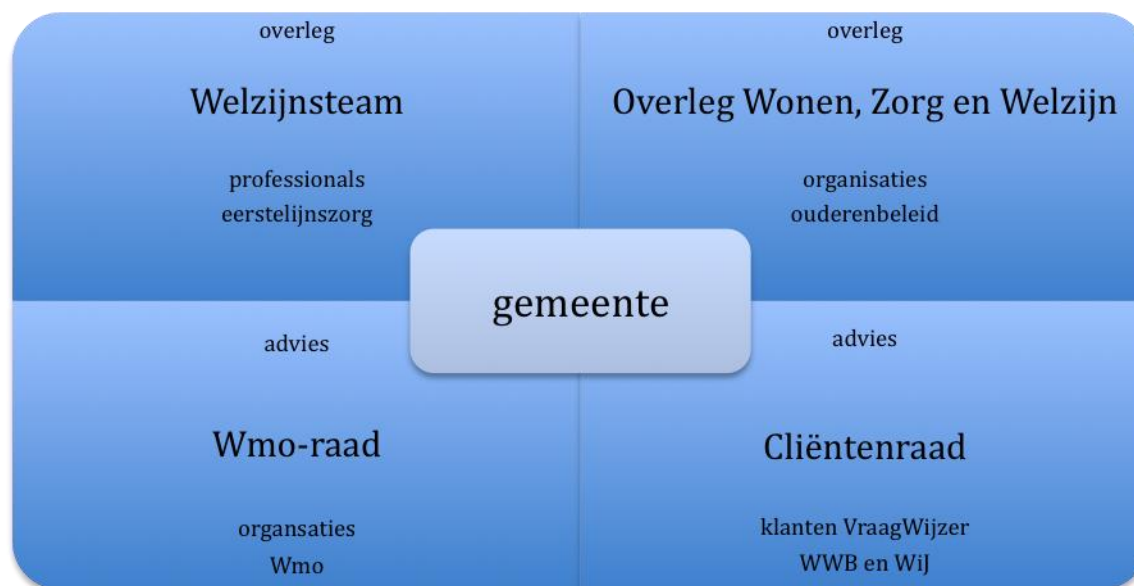 overleg
Welzijnsteam
professionals
eerstelijnszorg
overleg
Overleg Wonen, Zorg en Welzijn
organisaties
ouderenbeleid
gemeente
advies
Wmo-raad
organsaties
Wmo
advies
Cliëntenraad
klanten VraagWijzer
WWB en WiJ